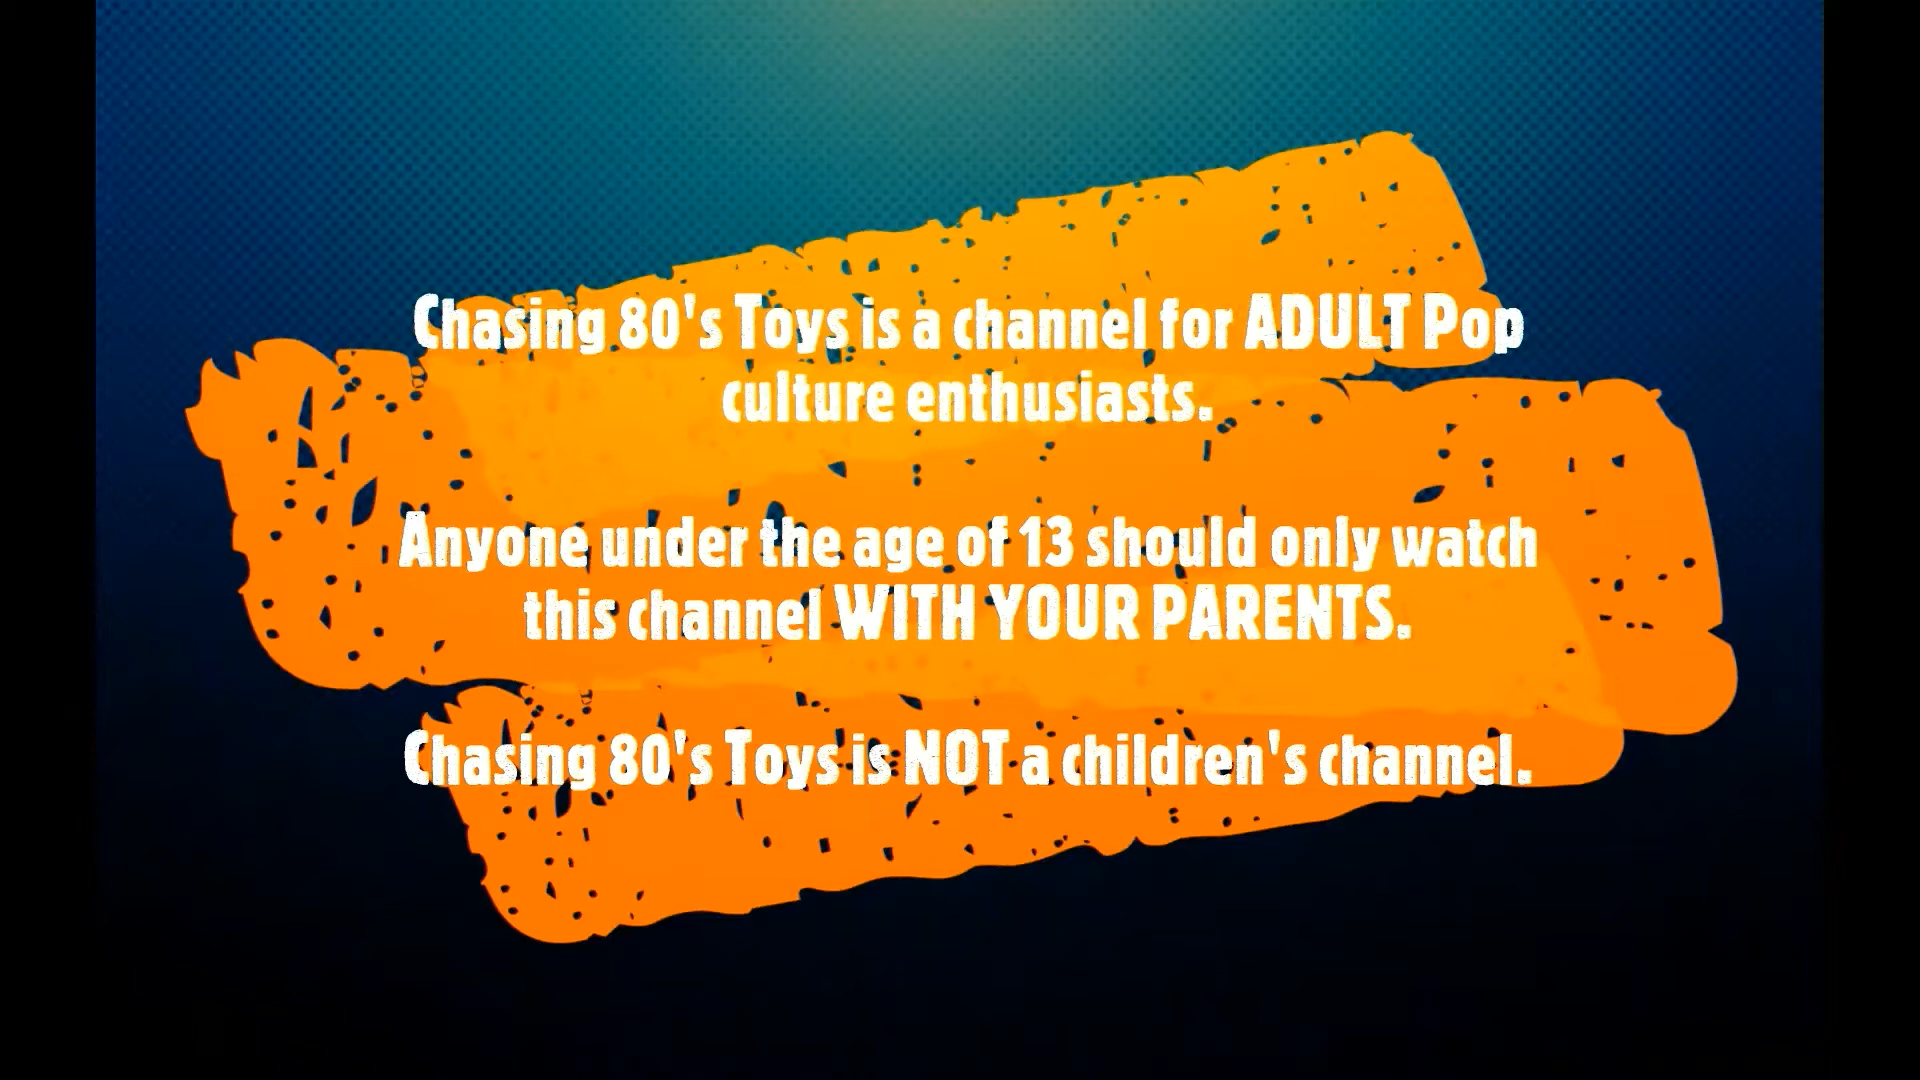 Chasing 80's Toys is a channel for ADULT Pop
culture enthusiasts.
Anyone under the age of 13 should only watch
this channel WITH YOUR PARENTS.
Chasing 80's Toys is NOT a children's channel.